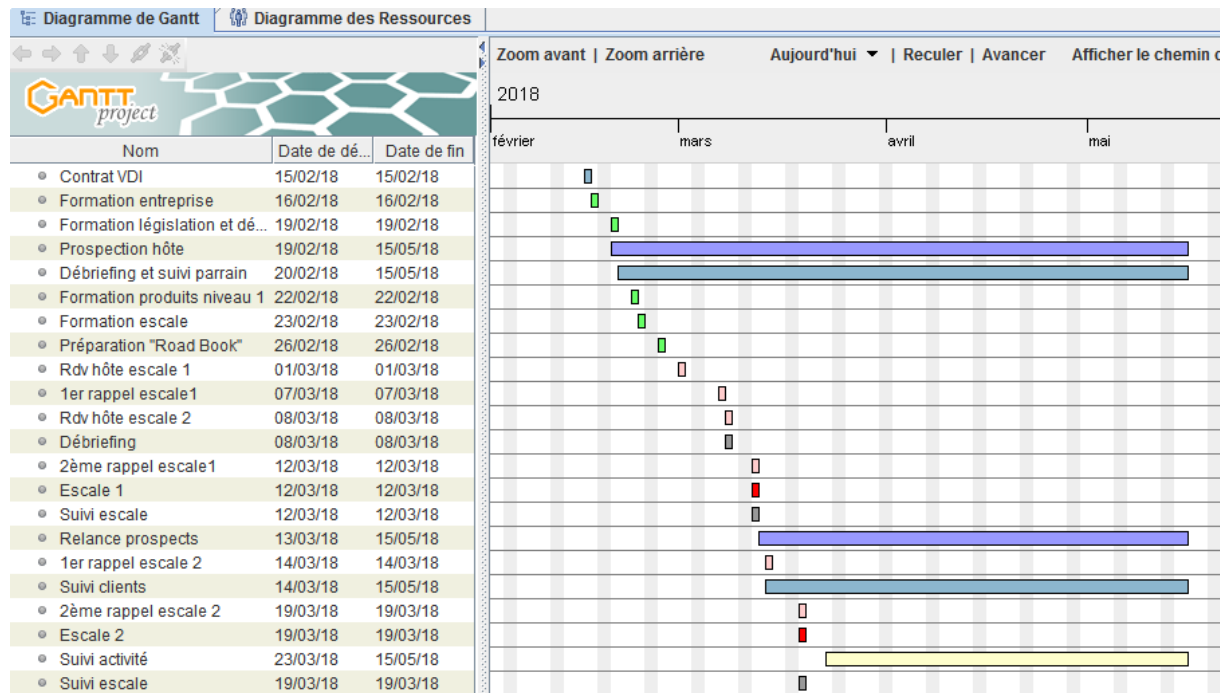 Diagramme de Gantt Diagramme des Ressources
Zoom avant | Zoom arrière Aujourd'hui | Reculer | Avancer Afficher le chemin
GANTT
project
2018
février mars avril mai
Nom Date de dé... Date de fin
Contrat VDI 15/02/18 15/02/18
Formation entreprise 16/02/18 16/02/18
Formation législation et dé... 19/02/18 19/02/18
Prospection hôte 19/02/18 15/05/18
Débriefing et suivi parrain 20/02/18 15/05/18
Formation produits niveau 1 22/02/18 22/02/18
Formation escale 23/02/18 23/02/18
Préparation "Road Book" 26/02/18 26/02/18
Rdv hôte escale 1 01/03/18 01/03/18
1er rappel escale1 07/03/18 07/03/18
Rdv hôte escale 2 08/03/18 08/03/18
Débriefing 08/03/18 08/03/18
2ème rappel escale1 12/03/18 12/03/18
Escale 1 12/03/18 12/03/18
Suivi escale 12/03/18 12/03/18
Relance prospects 13/03/18 15/05/18
1er rappel escale 2 14/03/18 14/03/18
Suivi clients 14/03/18 15/05/18
2ème rappel escale 2 19/03/18 19/03/18
Escale 2 19/03/18 19/03/18
Suivi activité 23/03/18 15/05/18
Suivi escale 19/03/18 19/03/18